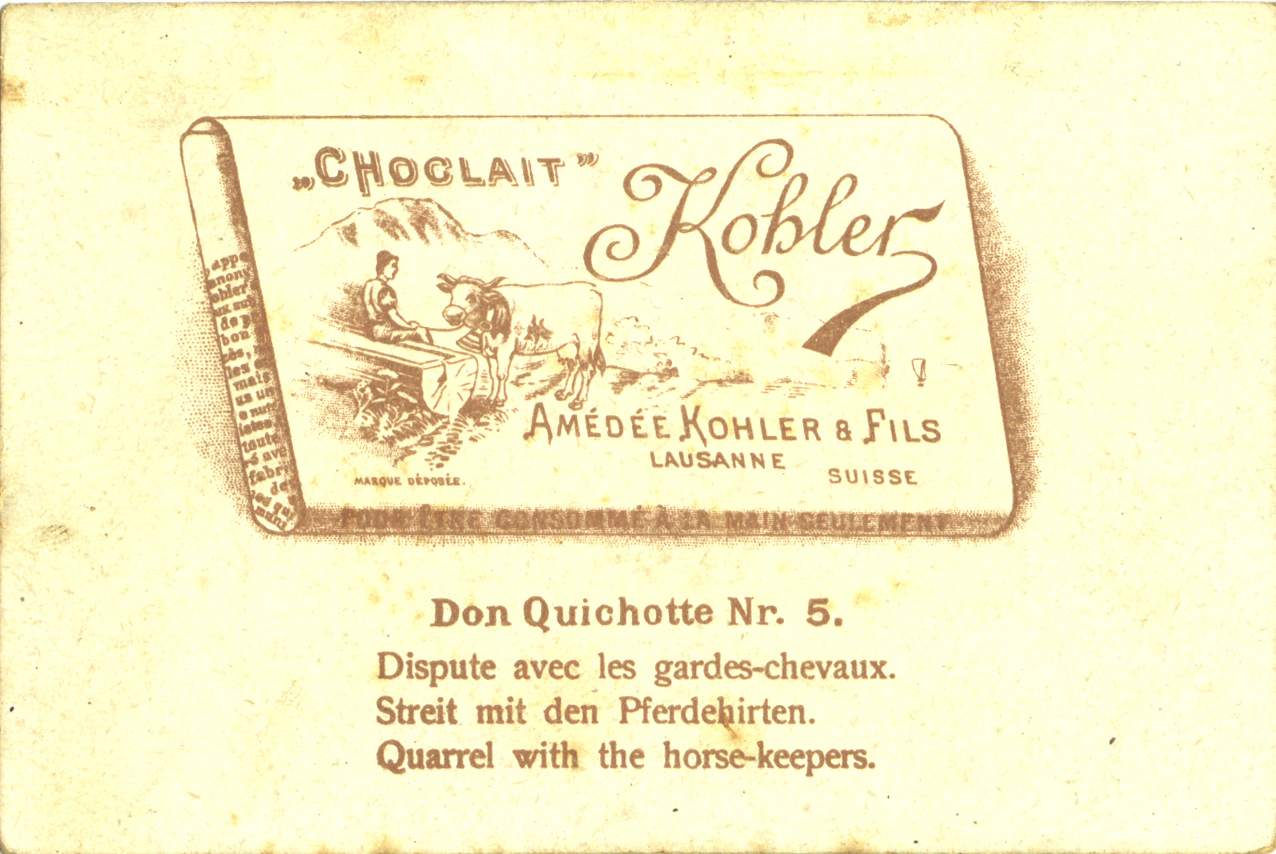 „CHOCLAIT”
Kohler
AMÉDÉE KOHLER & FILS
LAUSANNE
SUISSE
MARQUE DÉPOSÉE.
POUR ÊTRE CONSOMMÉ À LA MAIN SEULEMENT
Don Quichotte Nr. 5.
Dispute avec les gardes-chevaux.
Streit mit den Pferdehirten.
Quarrel with the horse-keepers.